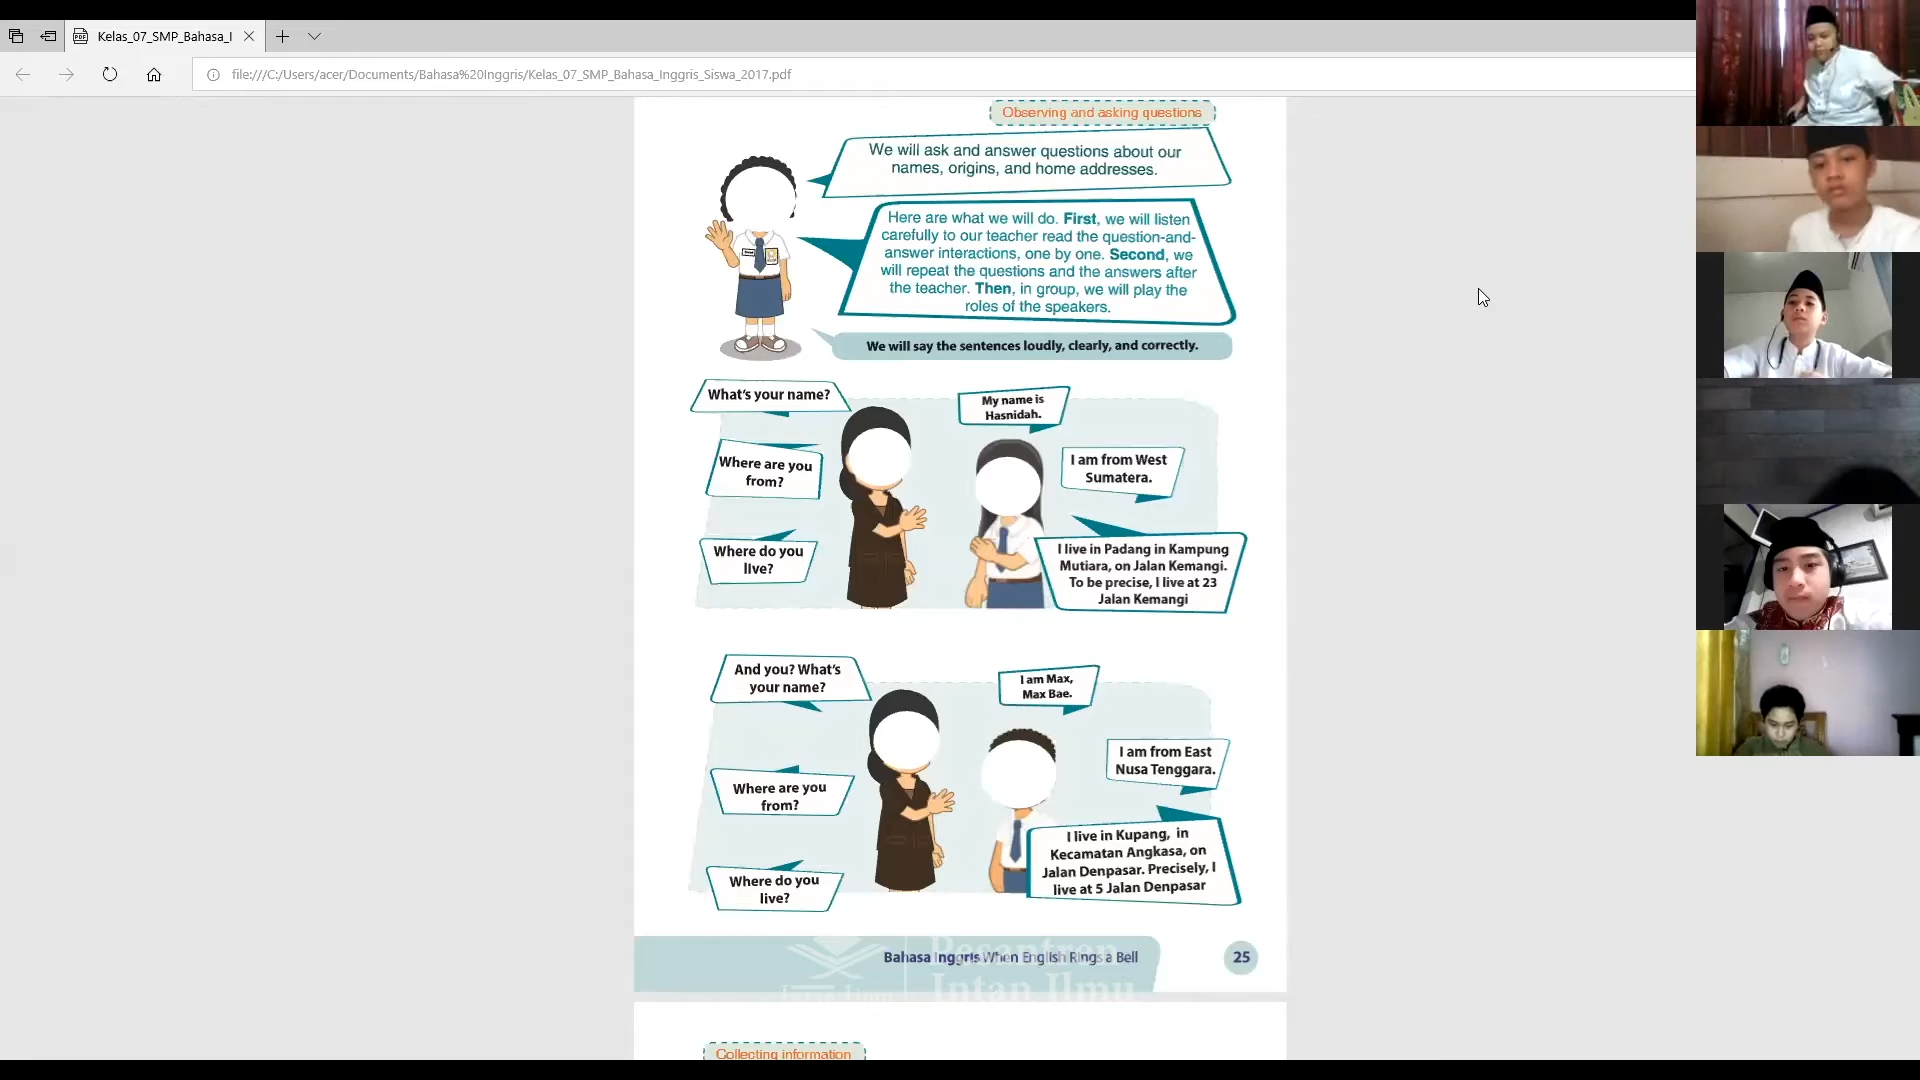 Kelas_07_SMP_Bahasa_I
file:///C:/Users/acer/Documents/Bahasa%20Inggris/Kelas_07_SMP_Bahasa_Inggris_Siswa_2017.pdf
Observing and asking questions
We will ask and answer questions about our
names, origins, and home addresses.
Here are what we will do. First, we will listen
carefully to our teacher read the question-and-
answer interactions, one by one. Second, we
will repeat the questions and the answers after
the teacher. Then, in group, we will play the
roles of the speakers.
We will say the sentences loudly, clearly, and correctly.
What's your name?
My name is
Hasnidah.
Where are you
from?
I am from West
Sumatera.
Where do you
live?
I live in Padang in Kampung
Mutiara, on Jalan Kemangi.
To be precise, I live at 23
Jalan Kemangi
And you? What's
your name?
I am Max,
Max Bae.
Where are you
from?
I am from East
Nusa Tenggara.
Where do you
live?
I live in Kupang, in
Kecamatan Angkasa, on
Jalan Denpasar. Precisely, I
live at 5 Jalan Denpasar
Bahasa Inggris When English Rings a Bell
25
Pesantren
Intan Ilmu
Collecting information